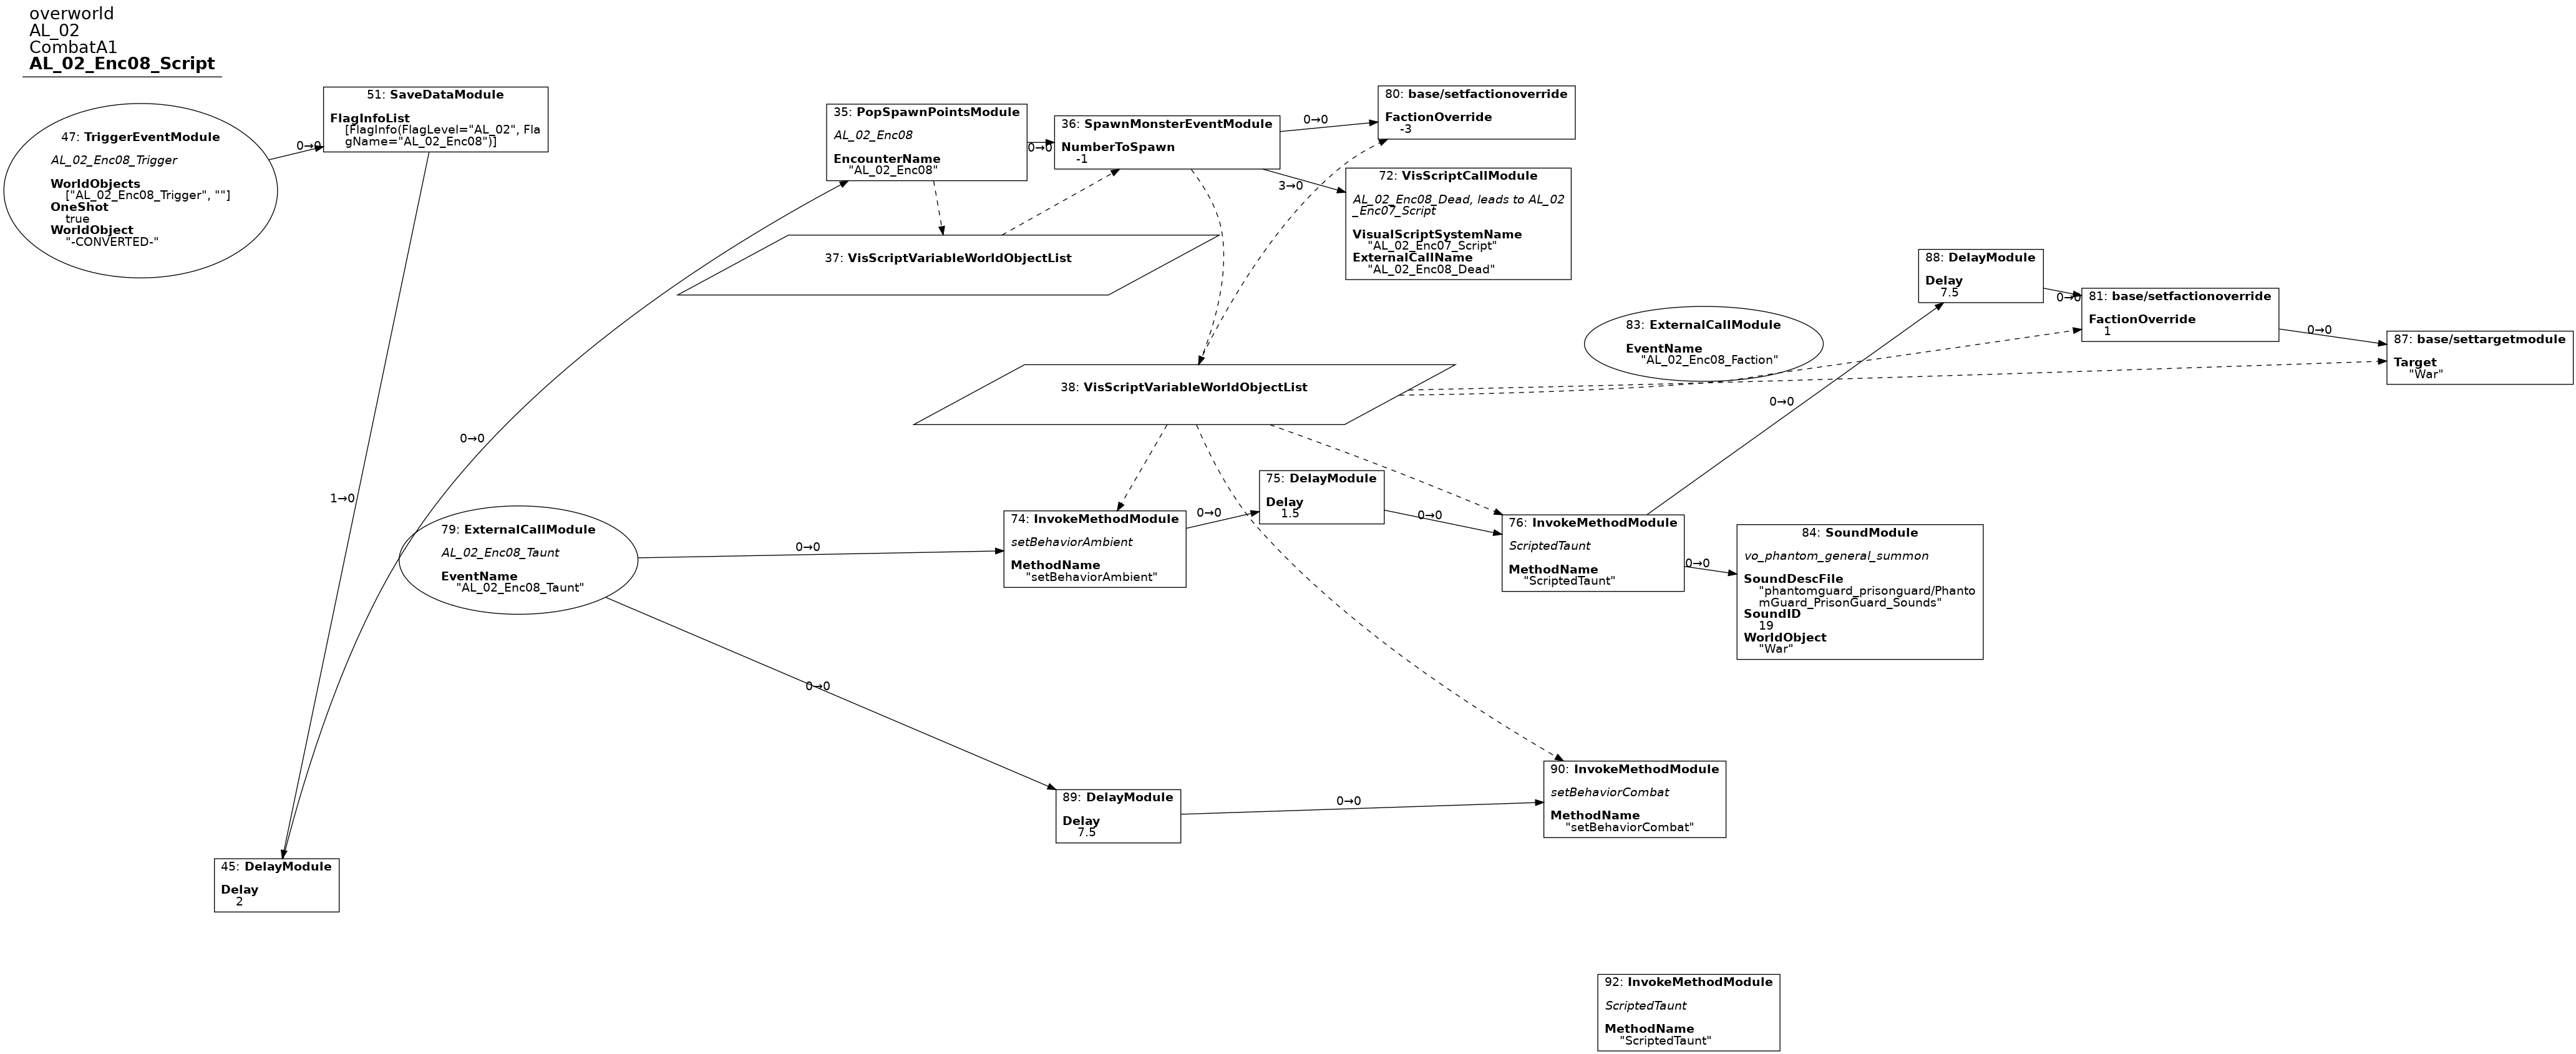 overworld
AL_02
CombatA1
AL_02_Enc08_Script
47: TriggerEventModule
AL_02_Enc08_Trigger
WorldObjects
["AL_02_Enc08_Trigger", ""]
OneShot
true
WorldObject
"-CONVERTED-"
0→0
51: SaveDataModule
FlagInfoList
[FlagInfo(FlagLevel="AL_02", Fla
gName="AL_02_Enc08")]
1→0
45: DelayModule
Delay
2
0→0
35: PopSpawnPointsModule
AL_02_Enc08
EncounterName
"AL_02_Enc08"
0→0
36: SpawnMonsterEventModule
NumberToSpawn
-1
0→0
80: base/setfactionoverride
FactionOverride
-3
3→0
72: VisScriptCallModule
AL_02_Enc08_Dead, leads to AL_02
_Enc07_Script
VisualScriptSystemName
"AL_02_Enc07_Script"
ExternalCallName
"AL_02_Enc08_Dead"
37: VisScriptVariableWorldObjectList
38: VisScriptVariableWorldObjectList
83: ExternalCallModule
EventName
"AL_02_Enc08_Faction"
88: DelayModule
Delay
7.5
0→0
81: base/setfactionoverride
FactionOverride
1
0→0
87: base/settargetmodule
Target
"War"
0→0
79: ExternalCallModule
AL_02_Enc08_Taunt
EventName
"AL_02_Enc08_Taunt"
0→0
74: InvokeMethodModule
setBehaviorAmbient
MethodName
"setBehaviorAmbient"
0→0
75: DelayModule
Delay
1.5
0→0
76: InvokeMethodModule
ScriptedTaunt
MethodName
"ScriptedTaunt"
0→0
84: SoundModule
vo_phantom_general_summon
SoundDescFile
"phantomguard_prisonguard/Phanto
mGuard_PrisonGuard_Sounds"
SoundID
19
WorldObject
"War"
0→0
89: DelayModule
Delay
7.5
0→0
90: InvokeMethodModule
setBehaviorCombat
MethodName
"setBehaviorCombat"
92: InvokeMethodModule
ScriptedTaunt
MethodName
"ScriptedTaunt"